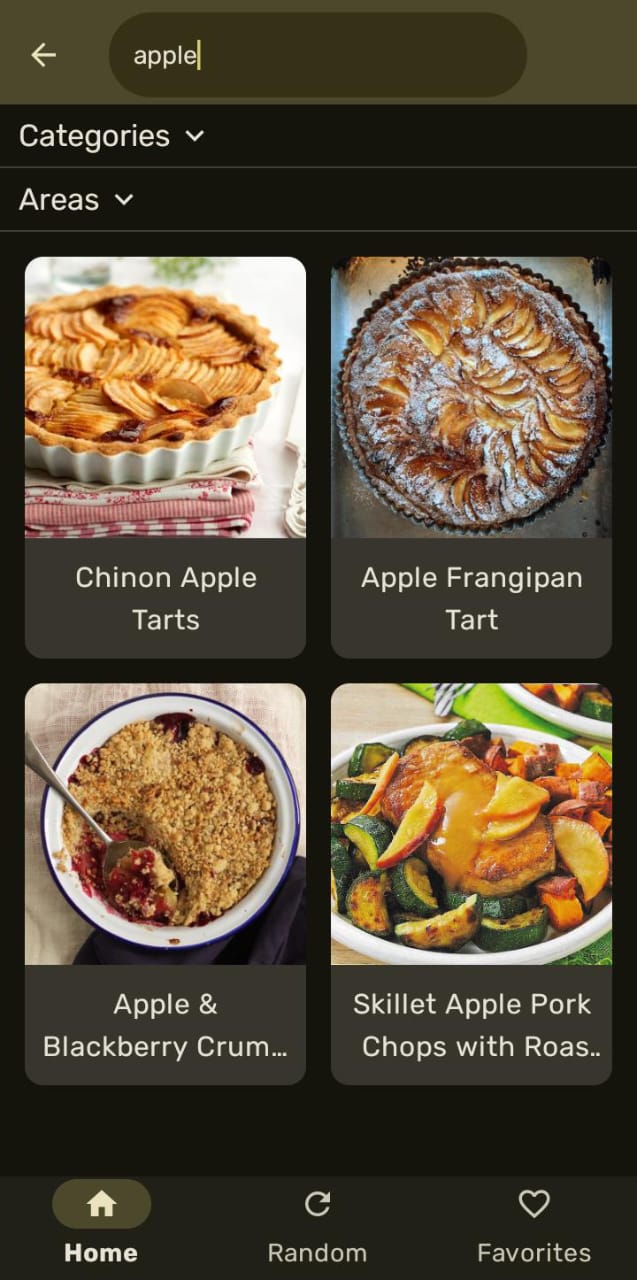 apple
Categories
Areas
Chinon Apple
Tarts
Apple Frangipan
Tart
Apple &
Blackberry Crum…
Skillet Apple Pork
Chops with Roas..
Home
Random
Favorites